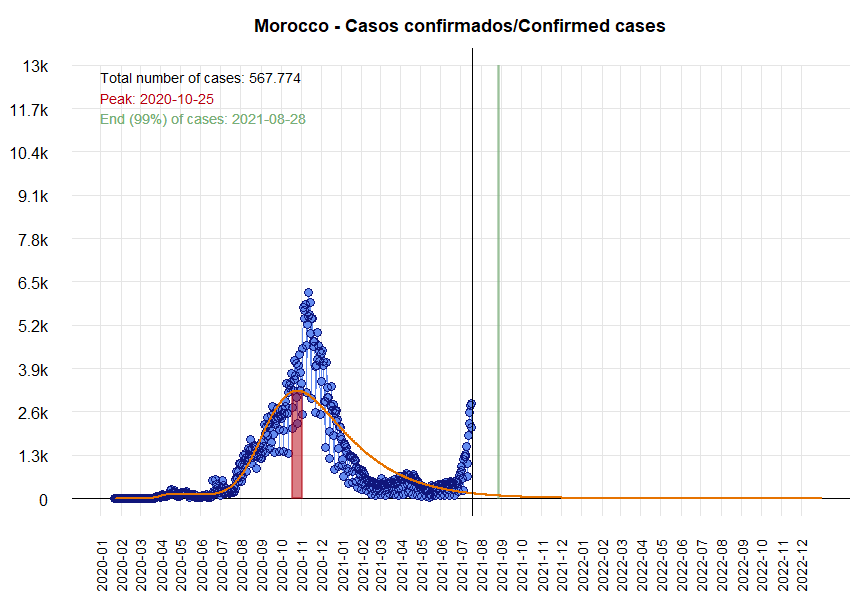 Morocco - Casos confirmados/Confirmed cases
13k
Total number of cases: 567.774
Peak: 2020-10-25
End (99%) of cases: 2021-08-28
11.7k
10.4k
9.1k
7.8k
6.5k
5.2k
3.9k
2.6k
1.3k
0
2020-01
2020-02
2020-03
2020-04
2020-05
2020-06
2020-07
2020-08
2020-09
2020-10
2020-11
2020-12
2021-01
2021-02
2021-03
2021-04
2021-05
2021-06
2021-07
2021-08
2021-09
2021-10
2021-11
2021-12
2022-01
2022-02
2022-03
2022-04
2022-05
2022-06
2022-07
2022-08
2022-09
2022-10
2022-11
2022-12